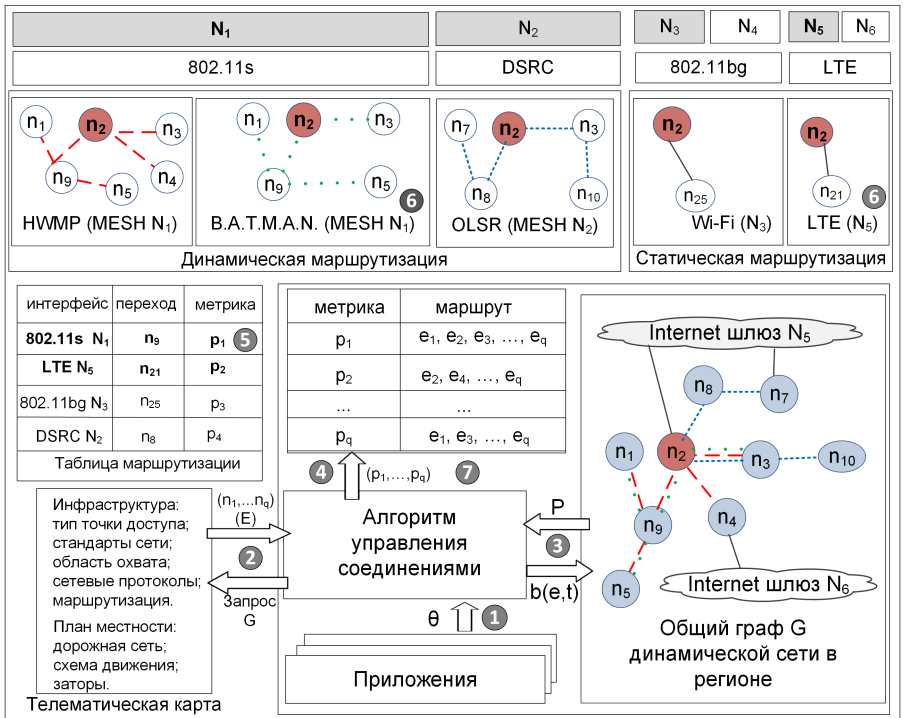 N1
N2
N3
N4
N5
N6
802.11s
DSRC
802.11bg
LTE
n1
n2
n3
n9
n5
n4
HWMP (MESH N1)
n1
n2
n3
n9
n5
6
B.A.T.M.A.N. (MESH N1)
n7
n2
n3
n8
n10
OLSR (MESH N2)
n2
n25
Wi-Fi (N3)
n2
n21
6
LTE (N5)
Динамическая маршрутизация
Статическая маршрутизация
интерфейс переход метрика
802.11s N1 n9 p1 5
LTE N5 n21 p2
802.11bg N3 n25 p3
DSRC N2 n8 p4
Таблица маршрутизации
метрика маршрут
p1 e1, e2, e3, …, eq
p2 e2, e4, …, eq
... ...
pq e1, e3, …, eq
Internet шлюз N5
n8
n7
n1
n2
n3
n10
n9
n4
n5
Internet шлюз N6
Общий граф G
динамической сети в
регионе
4
(p1,…,pq)
7
Инфраструктура:
тип точки доступа;
стандарты сети;
область охвата;
сетевые протоколы;
маршрутизация.
План местности:
дорожная сеть;
схема движения;
заторы.
Телематическая карта
(n1,...nq)
(E)
2
Запрос
G
Алгоритм
управления
соединениями
P
3
b(e,t)
θ
1
Приложения